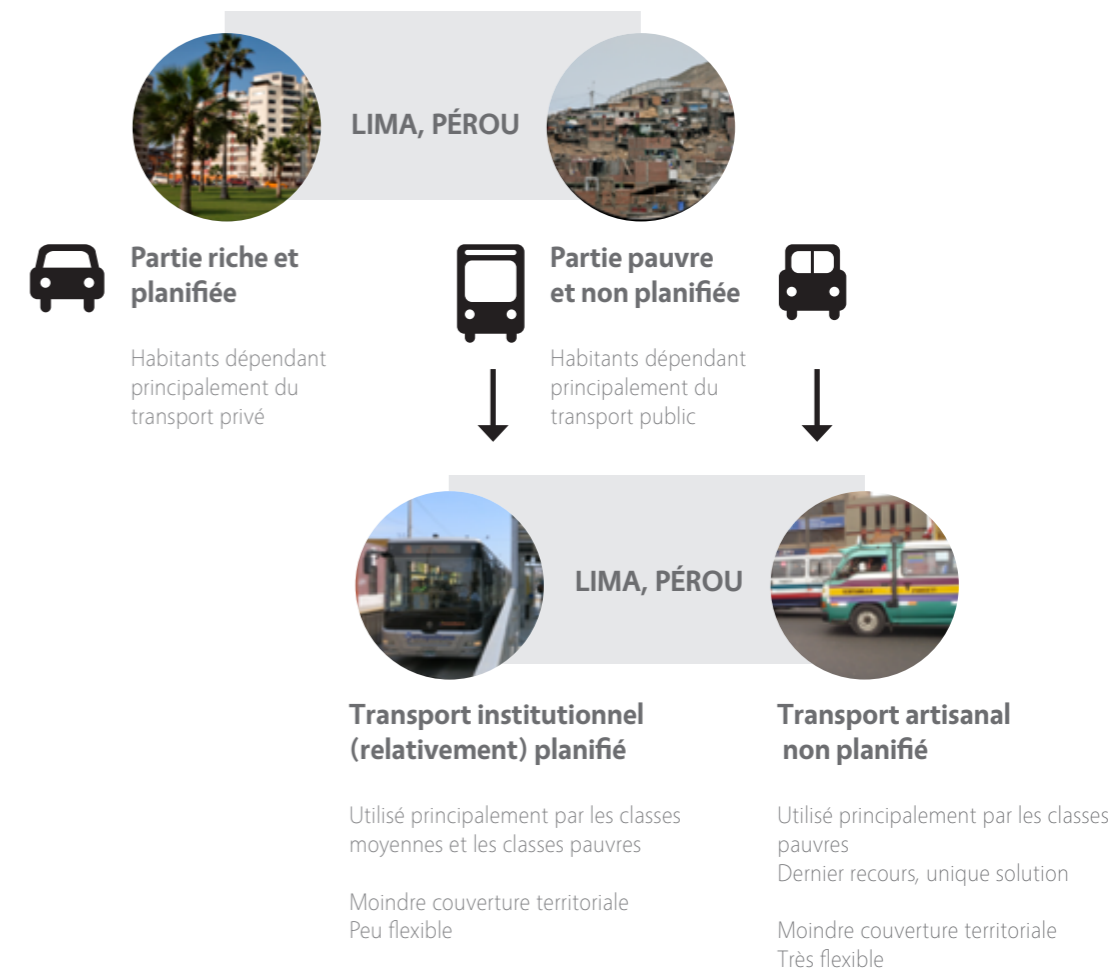 LIMA, PÉROU
Partie riche et
planifiée
Habitants dépendant
principalement du
transport privé
Partie pauvre
et non planifiée
Habitants dépendant
principalement du
transport public
LIMA, PÉROU
Transport institutionnel
(relativement) planifié
Utilisé principalement par les classes
moyennes et les classes pauvres
Moindre couverture territoriale
Peu flexible
Transport artisanal
non planifié
Utilisé principalement par les classes
pauvres
Dernier recours, unique solution
Moindre couverture territoriale
Très flexible